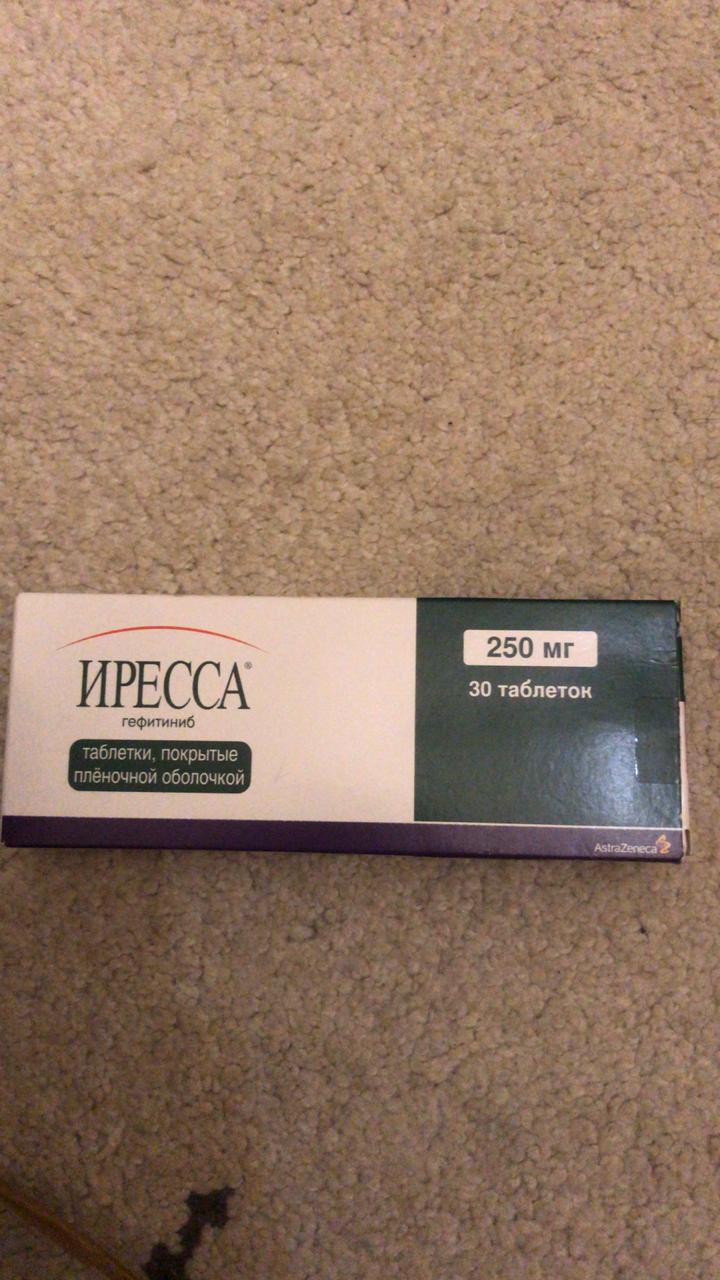 ИРЕССА®
гефитиниб
таблетки, покрытые
плёночной оболочкой
250 мг
30 таблеток
AstraZeneca